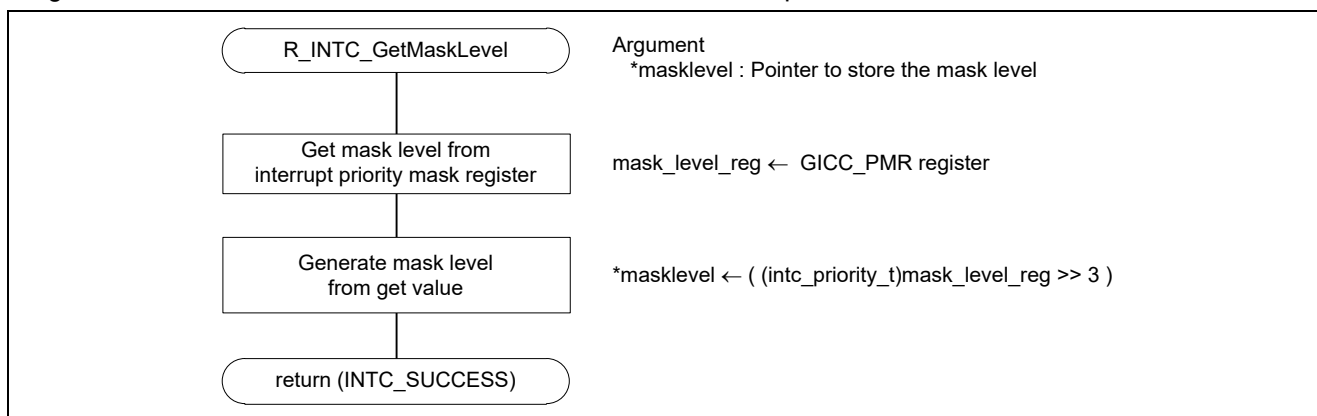 R_INTC_GetMaskLevel
Argument
*masklevel : Pointer to store the mask level
Get mask level from
interrupt priority mask register
mask_level_reg ← GICC_PMR register
Generate mask level
from get value
*masklevel ← ( (intc_priority_t)mask_level_reg >> 3 )
return (INTC_SUCCESS)